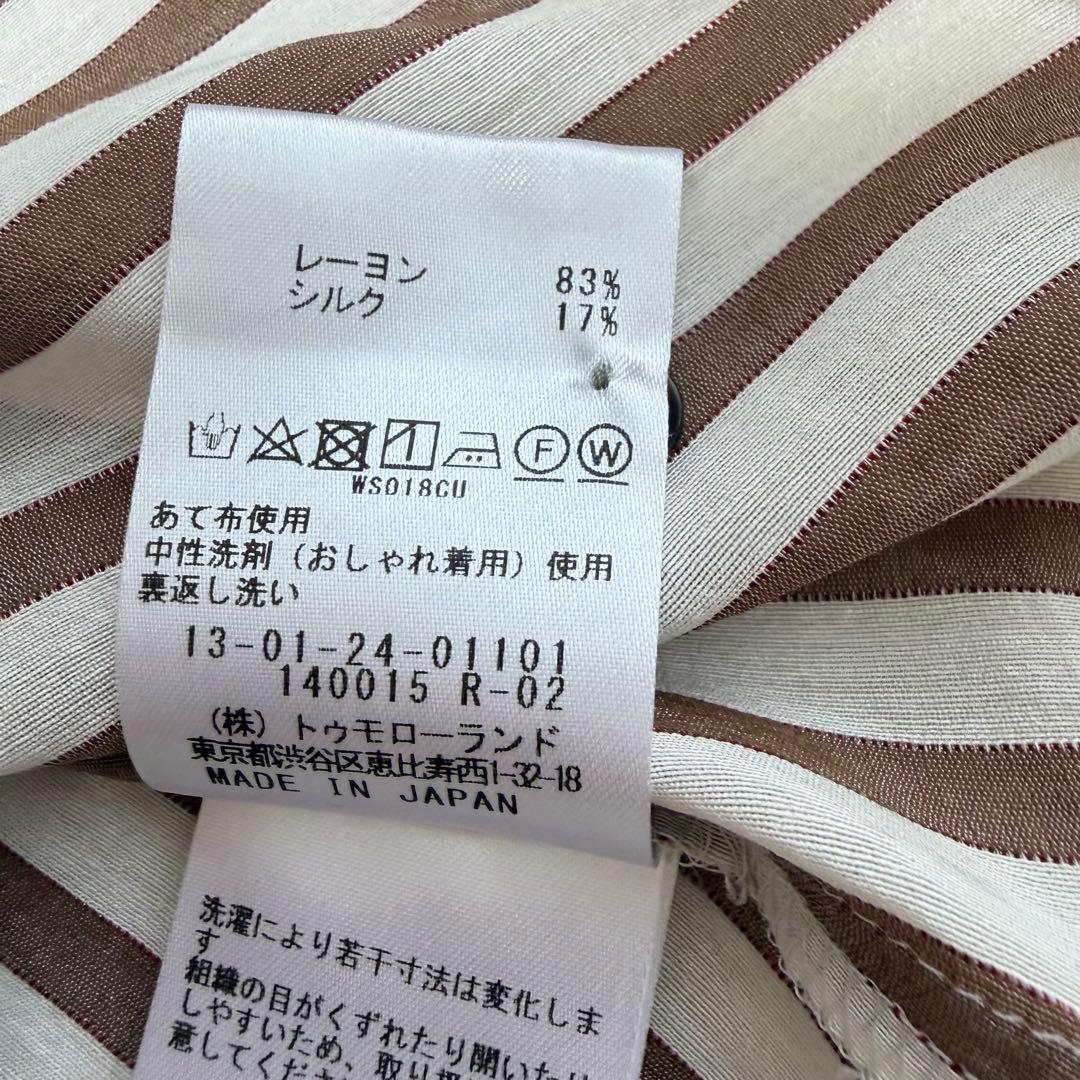 レーヨン 83%
シルク 17%
F W
WS018CU
あて布使用
中性洗剤（おしゃれ着用）使用
裏返し洗い
13-01-24-01101
140015 R-02
（株）トゥモローランド
東京都渋谷区恵比寿西1-32-18
MADE IN JAPAN
洗濯により若干寸法は変化しま
す
組織の目がくずれたり開いたり
しやすいため、取り
意してくださ